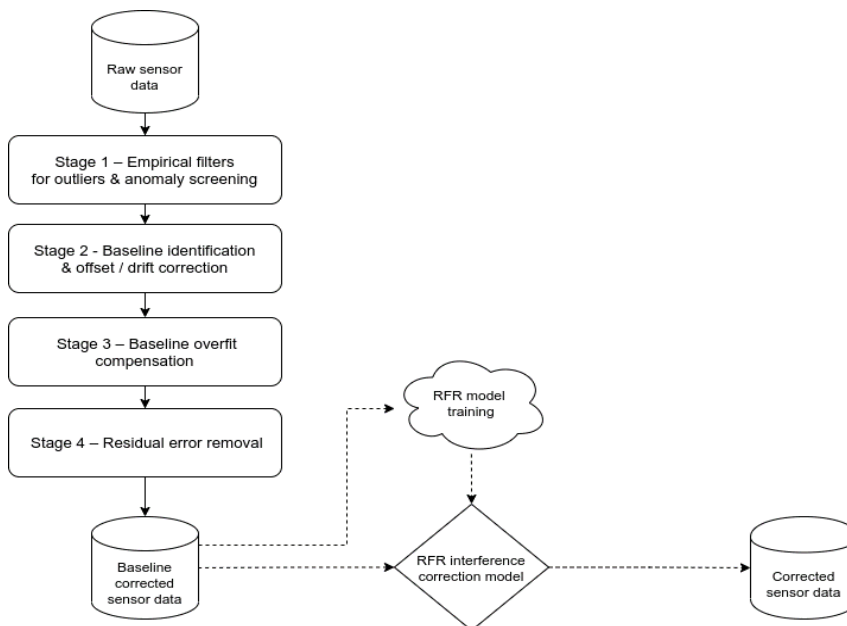 Raw sensor
data
Stage 1 – Empirical filters
for outliers & anomaly screening
Stage 2 - Baseline identification
& offset / drift correction
Stage 3 – Baseline overfit
compensation
Stage 4 – Residual error removal
RFR model
training
Baseline
corrected
sensor data
RFR interference
correction model
Corrected
sensor data